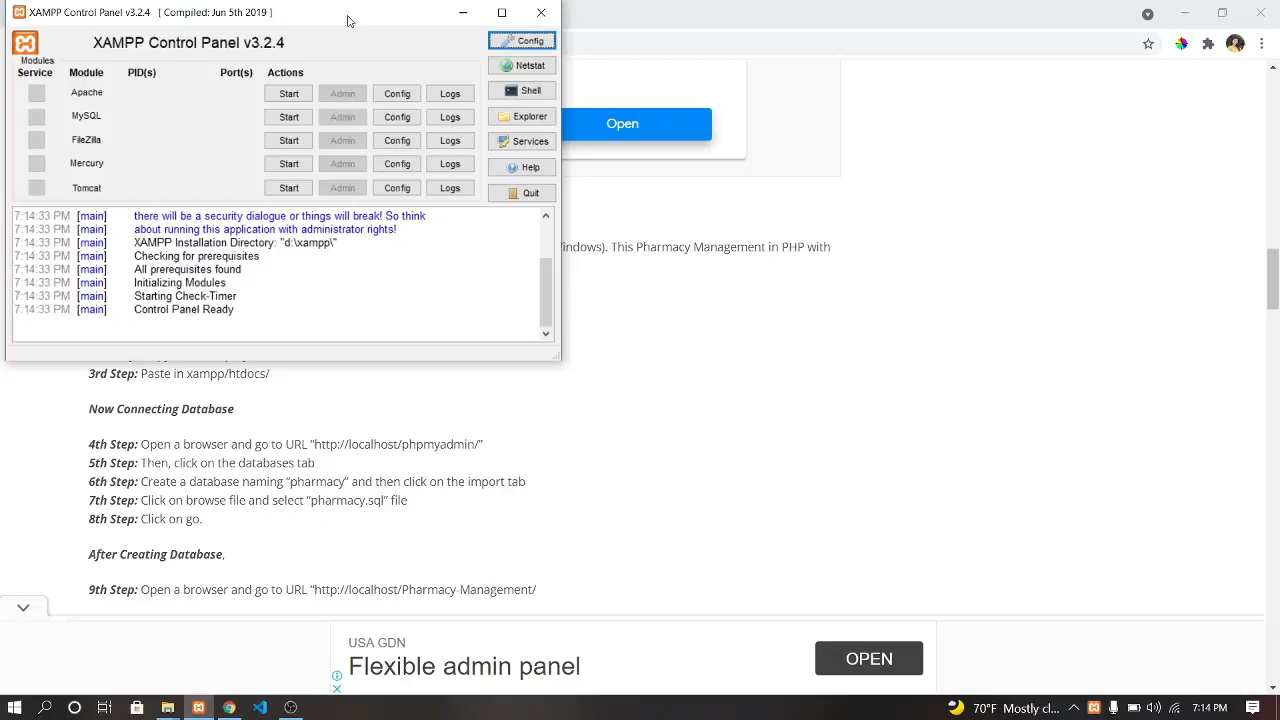 XAMPP Control Panel v3.2.4 [ Compiled: Jun 5th 2019 ]
XAMPP Control Panel v3.2.4
Config
Modules
Service Module PID(s) Port(s) Actions
Netstat
Apache Start Admin Config Logs
Shell
MySQL Start Admin Config Logs
Explorer
FileZilla Start Admin Config Logs
Services
Mercury Start Admin Config Logs
Help
Tomcat Start Admin Config Logs
Quit
7:14:33 PM [main] there will be a security dialogue or things will break! So think
7:14:33 PM [main] about running this application with administrator rights!
7:14:33 PM [main] XAMPP Installation Directory: "d:\xampp\"
7:14:33 PM [main] Checking for prerequisites
7:14:33 PM [main] All prerequisites found
7:14:33 PM [main] Initializing Modules
7:14:33 PM [main] Starting Check-Timer
7:14:33 PM [main] Control Panel Ready
Open
indows). This Pharmacy Management in PHP with
3rd Step: Paste in xampp/htdocs/
Now Connecting Database
4th Step: Open a browser and go to URL “http://localhost/phpmyadmin/”
5th Step: Then, click on the databases tab
6th Step: Create a database naming “pharmacy” and then click on the import tab
7th Step: Click on browse file and select “pharmacy.sql” file
8th Step: Click on go.
After Creating Database,
9th Step: Open a browser and go to URL “http://localhost/Pharmacy-Management/
USA GDN
Flexible admin panel
OPEN
70°F Mostly cl... 7:14 PM